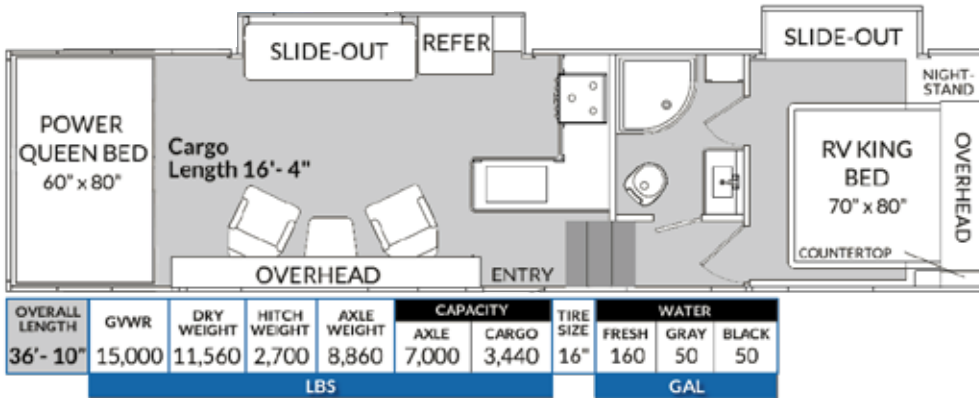 SLIDE-OUT
REFER
SLIDE-OUT
NIGHT-
STAND
POWER
QUEEN BED
60" x 80"
Cargo
Length 16'- 4"
RV KING
BED
70" x 80"
OVERHEAD
COUNTERTOP
OVERHEAD
ENTRY
OVERALL
LENGTH
36'- 10"
GVWR
15,000
DRY
WEIGHT
11,560
HITCH
WEIGHT
2,700
AXLE
WEIGHT
8,860
CAPACITY
AXLE
7,000
CARGO
3,440
LBS
TIRE
SIZE
16"
WATER
FRESH
160
GRAY
50
BLACK
50
GAL